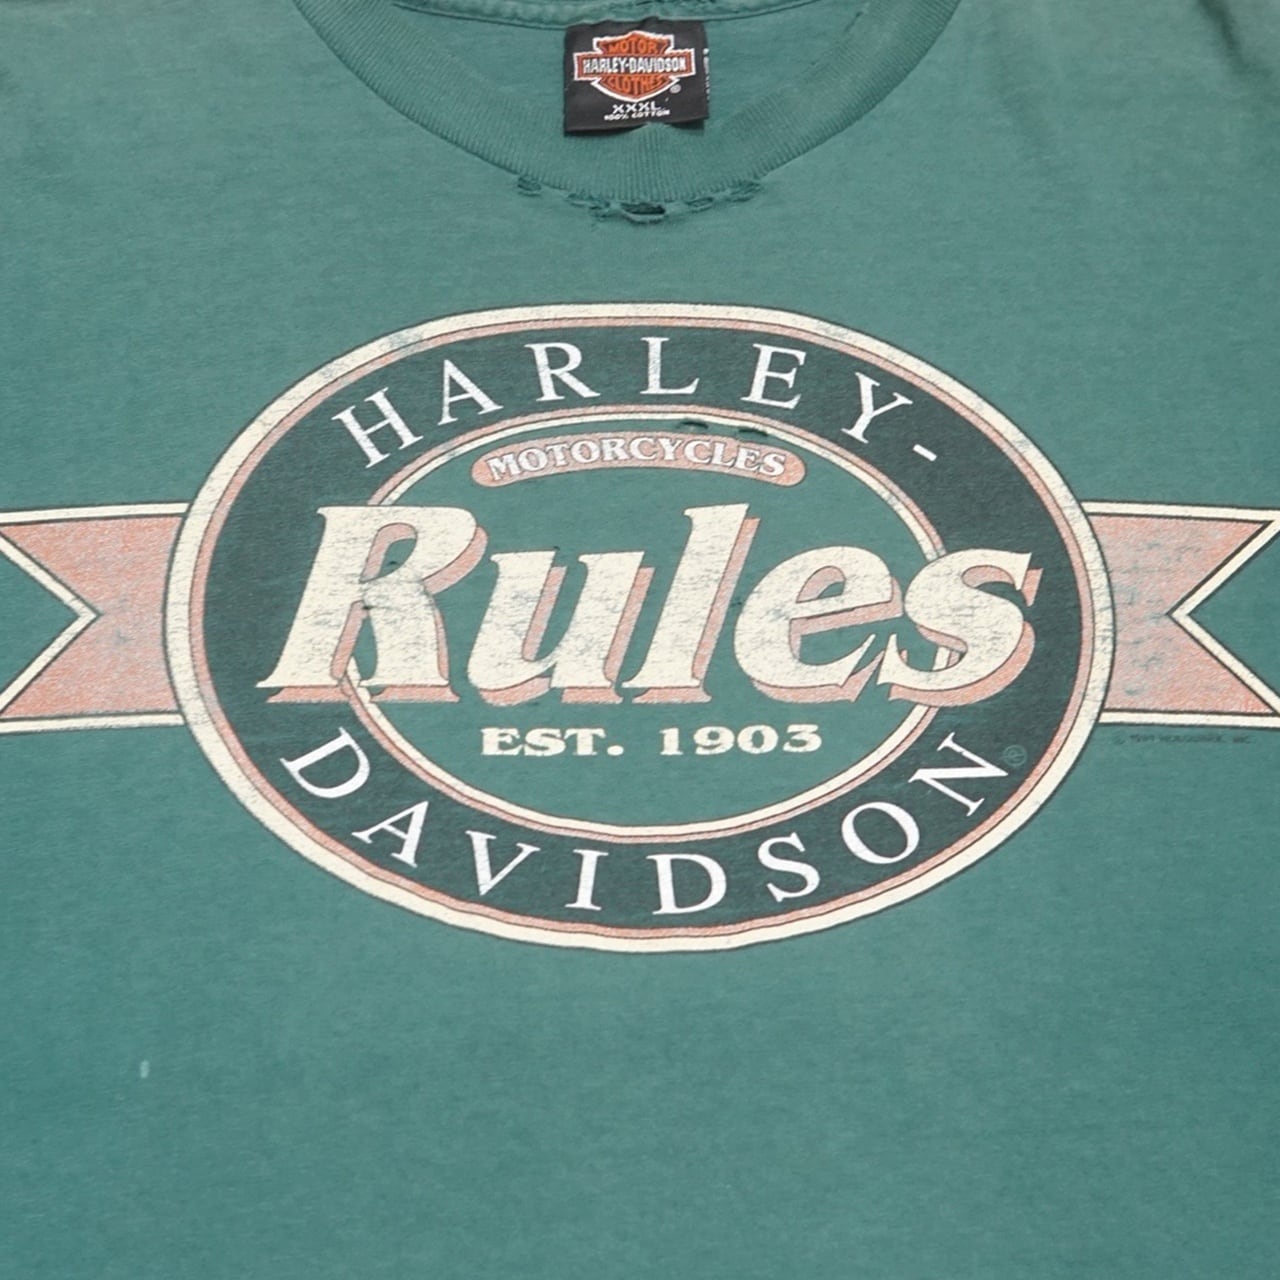 MOTOR
HARLEY-DAVIDSON
CLOTHES
®
XXXL
100% COTTON
HARLEY-
MOTORCYCLES
Rules
EST. 1903
DAVIDSON
®